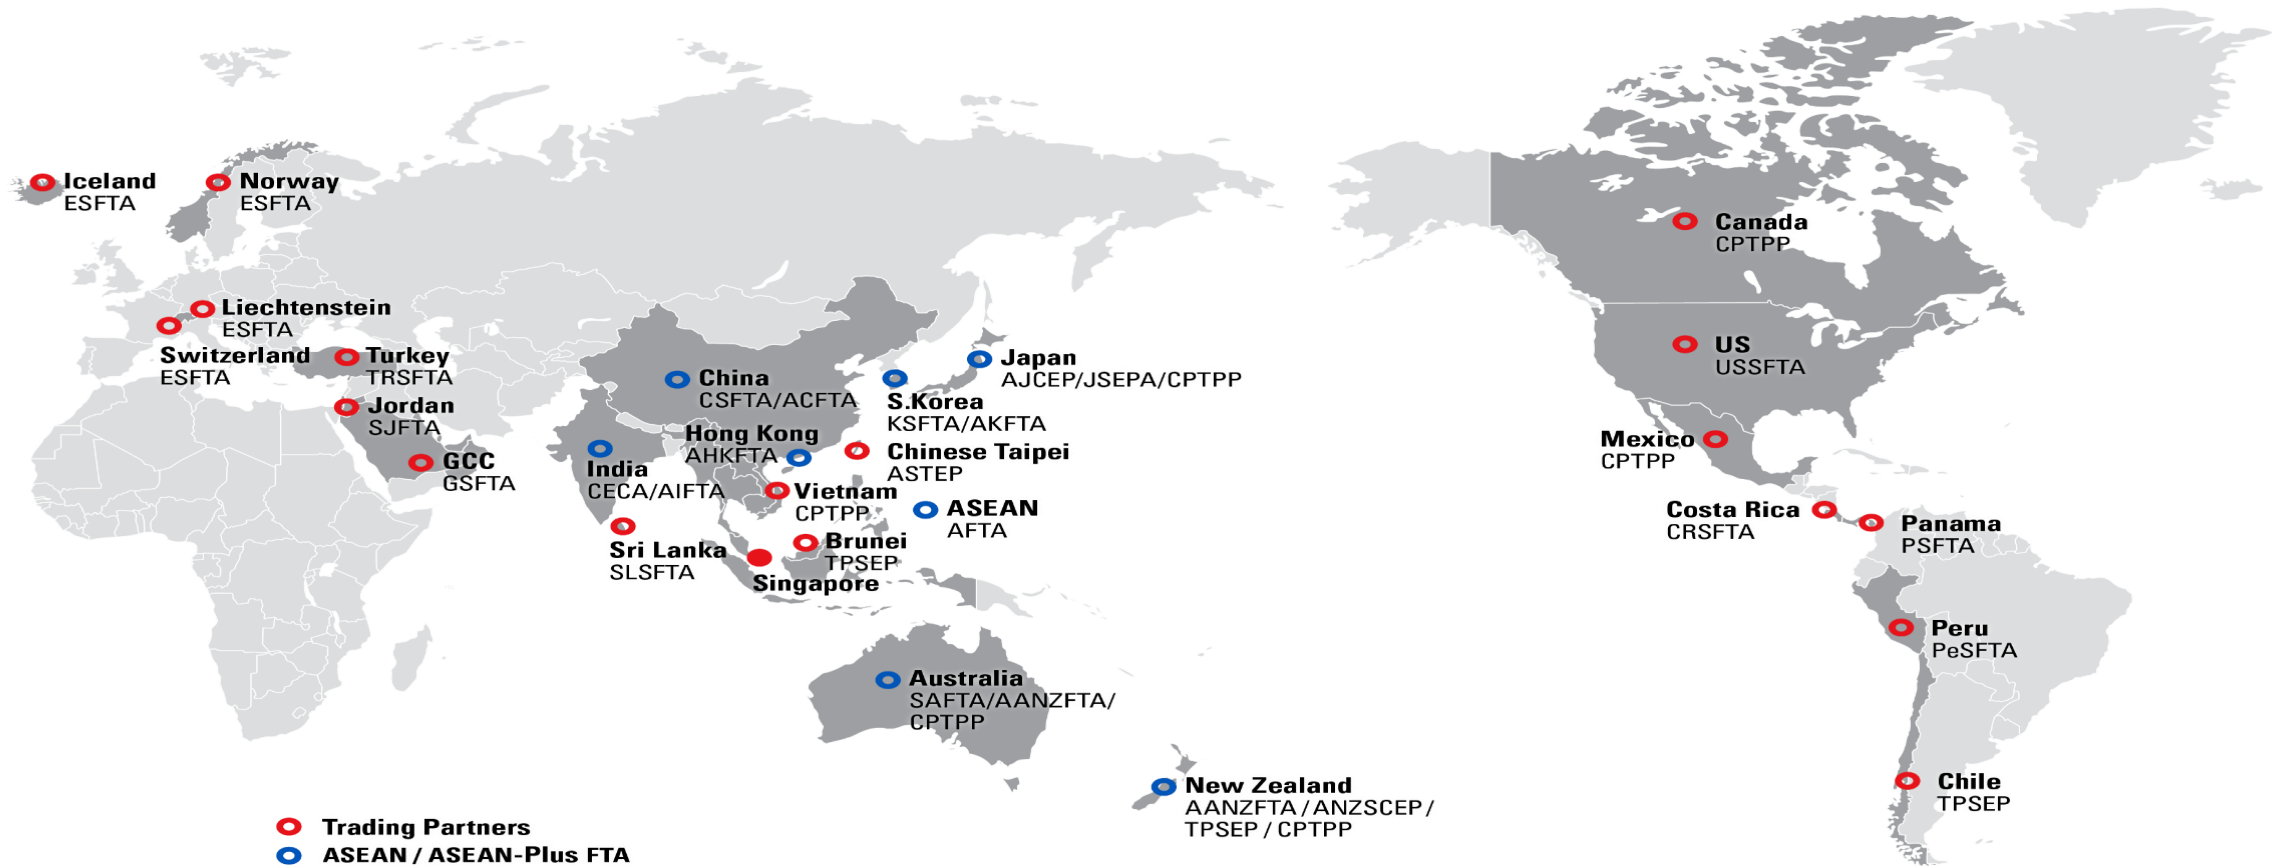 Iceland
ESFTA
Norway
ESFTA
Liechtenstein
ESFTA
Switzerland
ESFTA
Turkey
TRSFTA
Jordan
SJFTA
GCC
GSFTA
China
CSFTA/ACFTA
Japan
AJCEP/JSEPA/CPTPP
S.Korea
KSFTA/AKFTA
Hong Kong
AHKFTA
Chinese Taipei
ASTEP
India
CECA/AIFTA
Vietnam
CPTPP
ASEAN
AFTA
Sri Lanka
SLSFTA
Brunei
TPSEP
Singapore
Australia
SAFTA/AANZFTA/
CPTPP
New Zealand
AANZFTA / ANZSCEP /
TPSEP / CPTPP
Canada
CPTPP
US
USSFTA
Mexico
CPTPP
Costa Rica
CRSFTA
Panama
PSFTA
Peru
PeSFTA
Chile
TPSEP
Trading Partners
ASEAN / ASEAN-Plus FTA